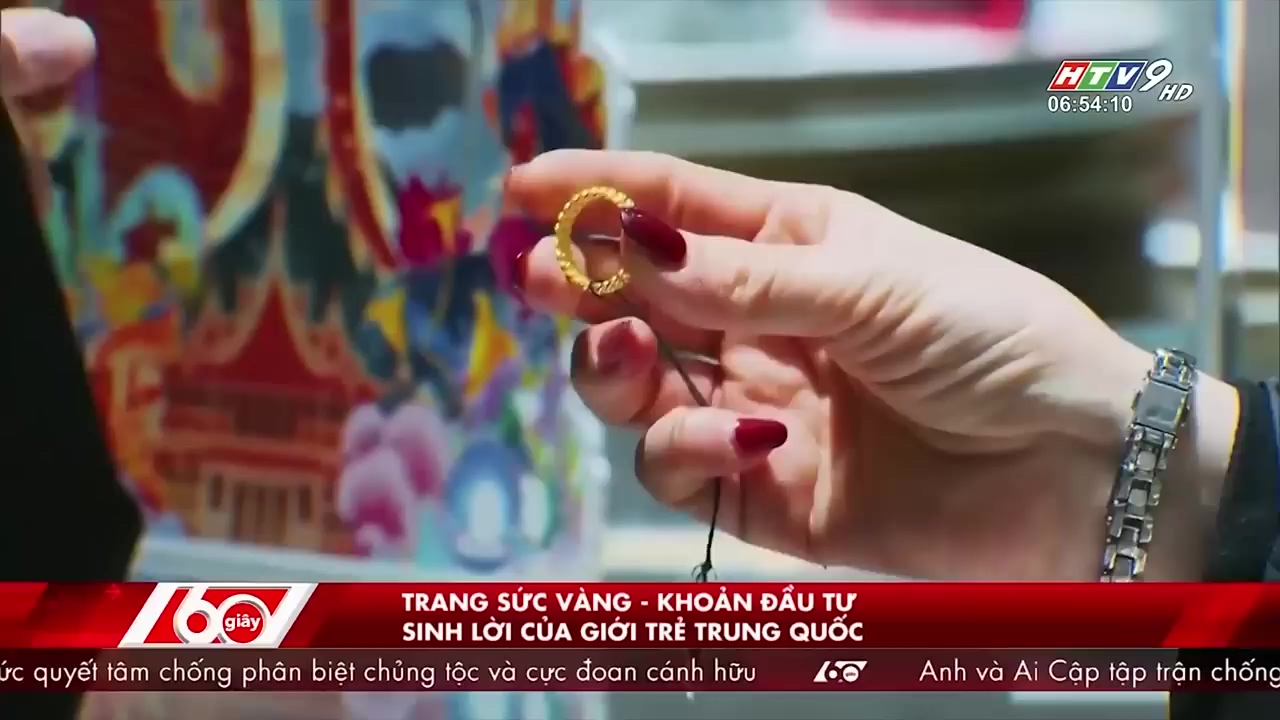 HTV9 HD
06:54:10
60 giây
TRANG SỨC VÀNG - KHOẢN ĐẦU TƯ
SINH LỜI CỦA GIỚI TRẺ TRUNG QUỐC
ức quyết tâm chống phân biệt chủng tộc và cực đoan cánh hữu 60 giây Anh và Ai Cập tập trận chống